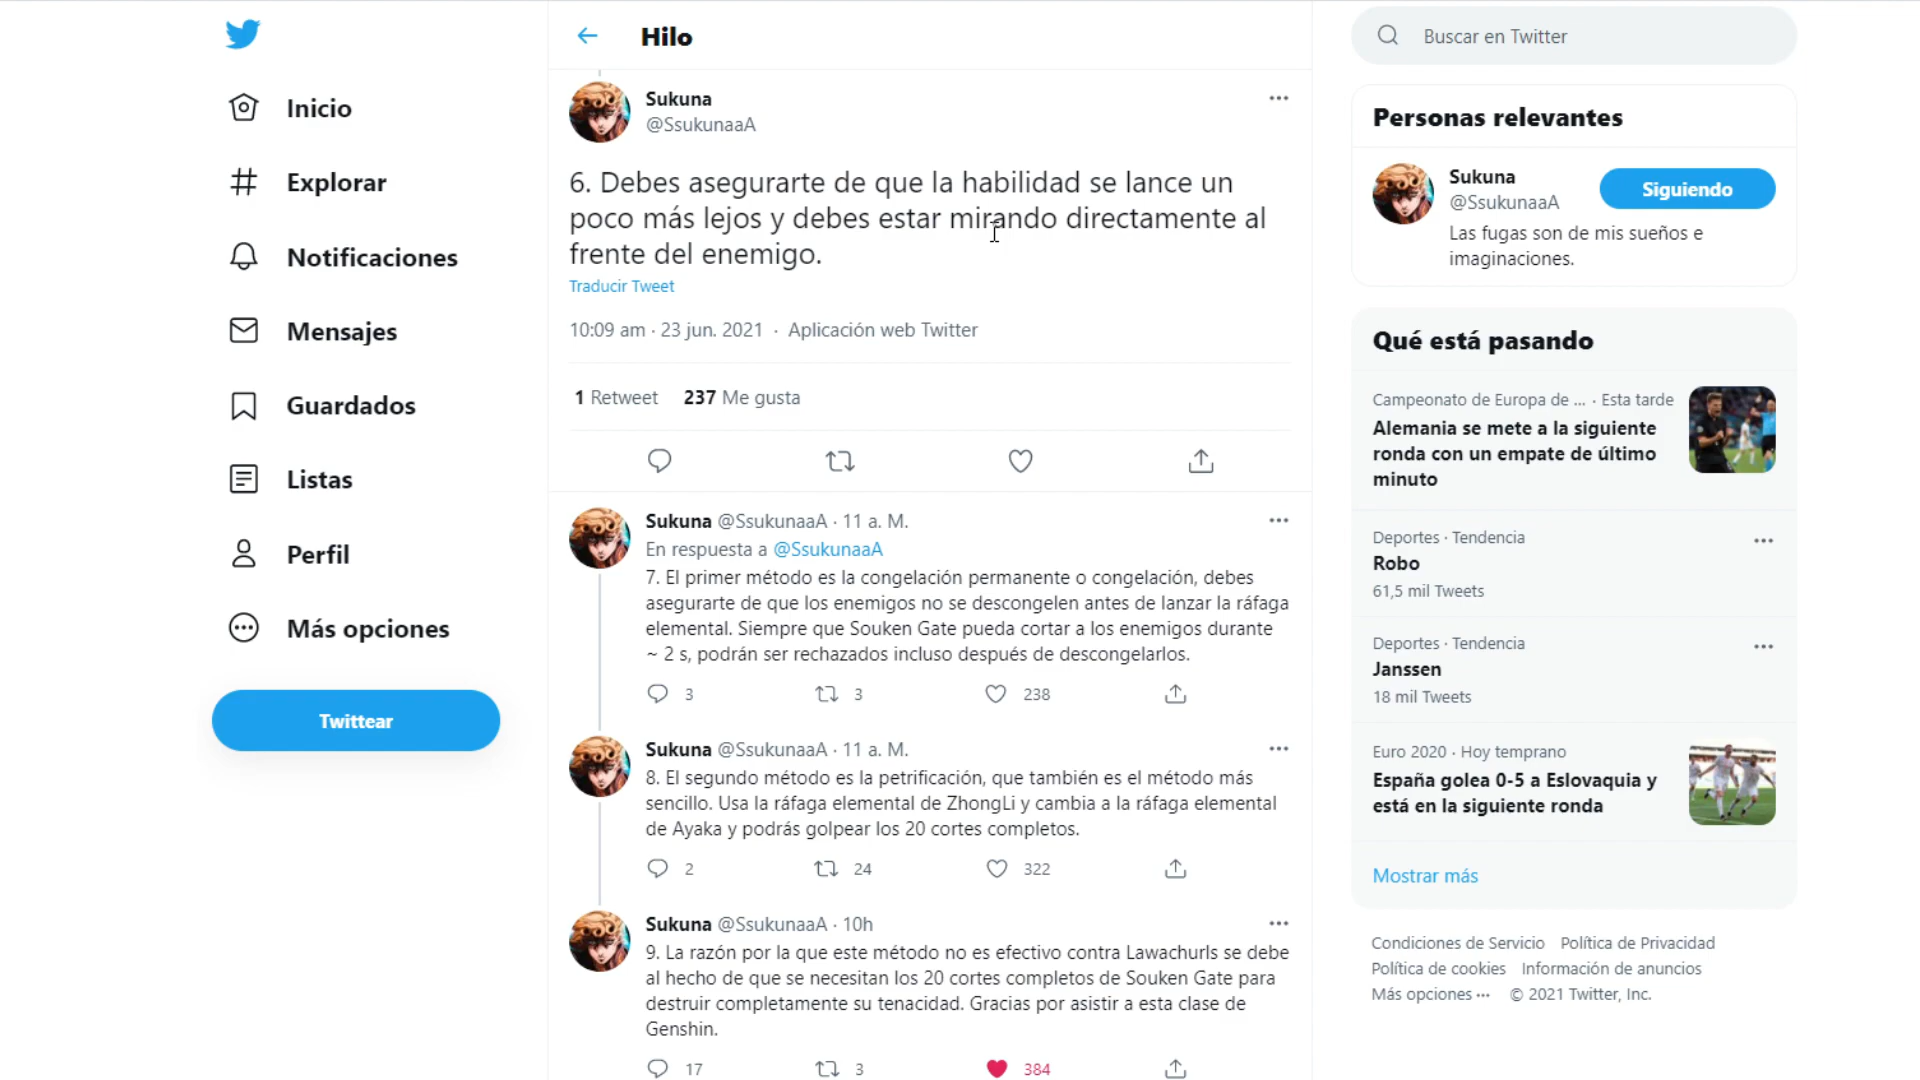 Inicio
Explorar
Notificaciones
Mensajes
Guardados
Listas
Perfil
Más opciones
Twittear
Hilo
Sukuna
@SsukunaaA
6. Debes asegurarte de que la habilidad se lance un
poco más lejos y debes estar mirando directamente al
frente del enemigo.
Traducir Tweet
10:09 am · 23 jun. 2021 · Aplicación web Twitter
1 Retweet 237 Me gusta
Sukuna @SsukunaaA · 11 a. M.
En respuesta a @SsukunaaA
7. El primer método es la congelación permanente o congelación, debes
asegurarte de que los enemigos no se descongelen antes de lanzar la ráfaga
elemental. Siempre que Souken Gate pueda cortar a los enemigos durante
~ 2 s, podrán ser rechazados incluso después de descongelarlos.
3 3 238
Sukuna @SsukunaaA · 11 a. M.
8. El segundo método es la petrificación, que también es el método más
sencillo. Usa la ráfaga elemental de ZhongLi y cambia a la ráfaga elemental
de Ayaka y podrás golpear los 20 cortes completos.
2 24 322
Sukuna @SsukunaaA · 10h
9. La razón por la que este método no es efectivo contra Lawachurls se debe
al hecho de que se necesitan los 20 cortes completos de Souken Gate para
destruir completamente su tenacidad. Gracias por asistir a esta clase de
Genshin.
17 3 384
Buscar en Twitter
Personas relevantes
Sukuna
@SsukunaaA
Siguiendo
Las fugas son de mis sueños e
imaginaciones.
Qué está pasando
Campeonato de Europa de ... · Esta tarde
Alemania se mete a la siguiente
ronda con un empate de último
minuto
Deportes · Tendencia
Robo
61,5 mil Tweets
Deportes · Tendencia
Janssen
18 mil Tweets
Euro 2020 · Hoy temprano
España golea 0-5 a Eslovaquia y
está en la siguiente ronda
Mostrar más
Condiciones de Servicio Política de Privacidad
Política de cookies Información de anuncios
Más opciones ··· © 2021 Twitter, Inc.